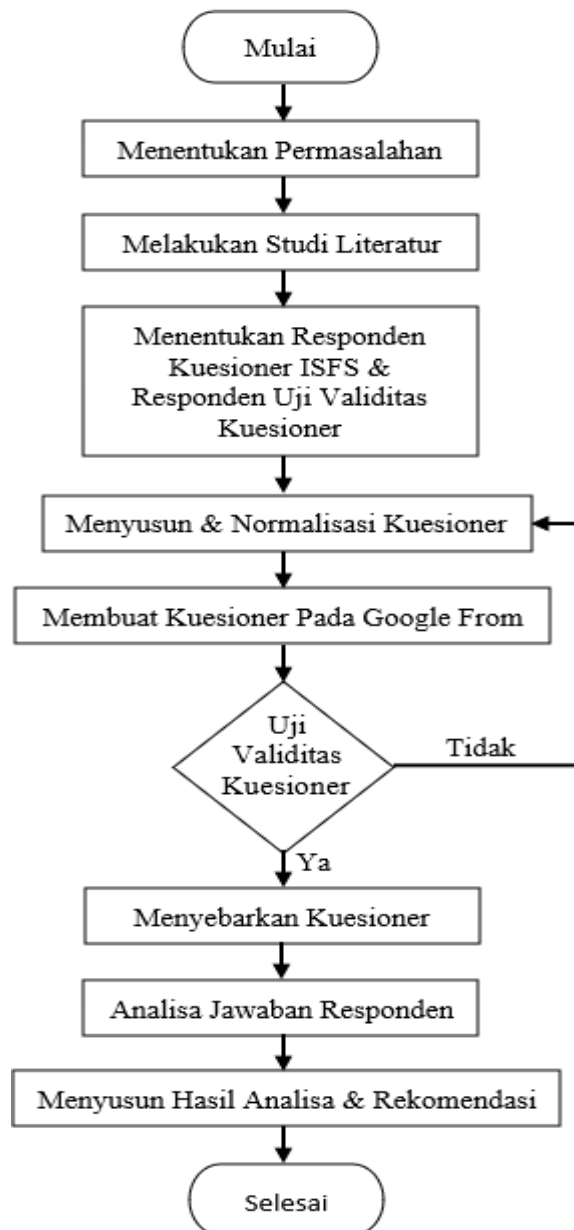 Mulai
Menentukan Permasalahan
Melakukan Studi Literatur
Menentukan Responden
Kuesioner ISFS &
Responden Uji Validitas
Kuesioner
Menyusun & Normalisasi Kuesioner
Membuat Kuesioner Pada Google From
Uji
Validitas
Kuesioner
Tidak
Ya
Menyebarkan Kuesioner
Analisa Jawaban Responden
Menyusun Hasil Analisa & Rekomendasi
Selesai